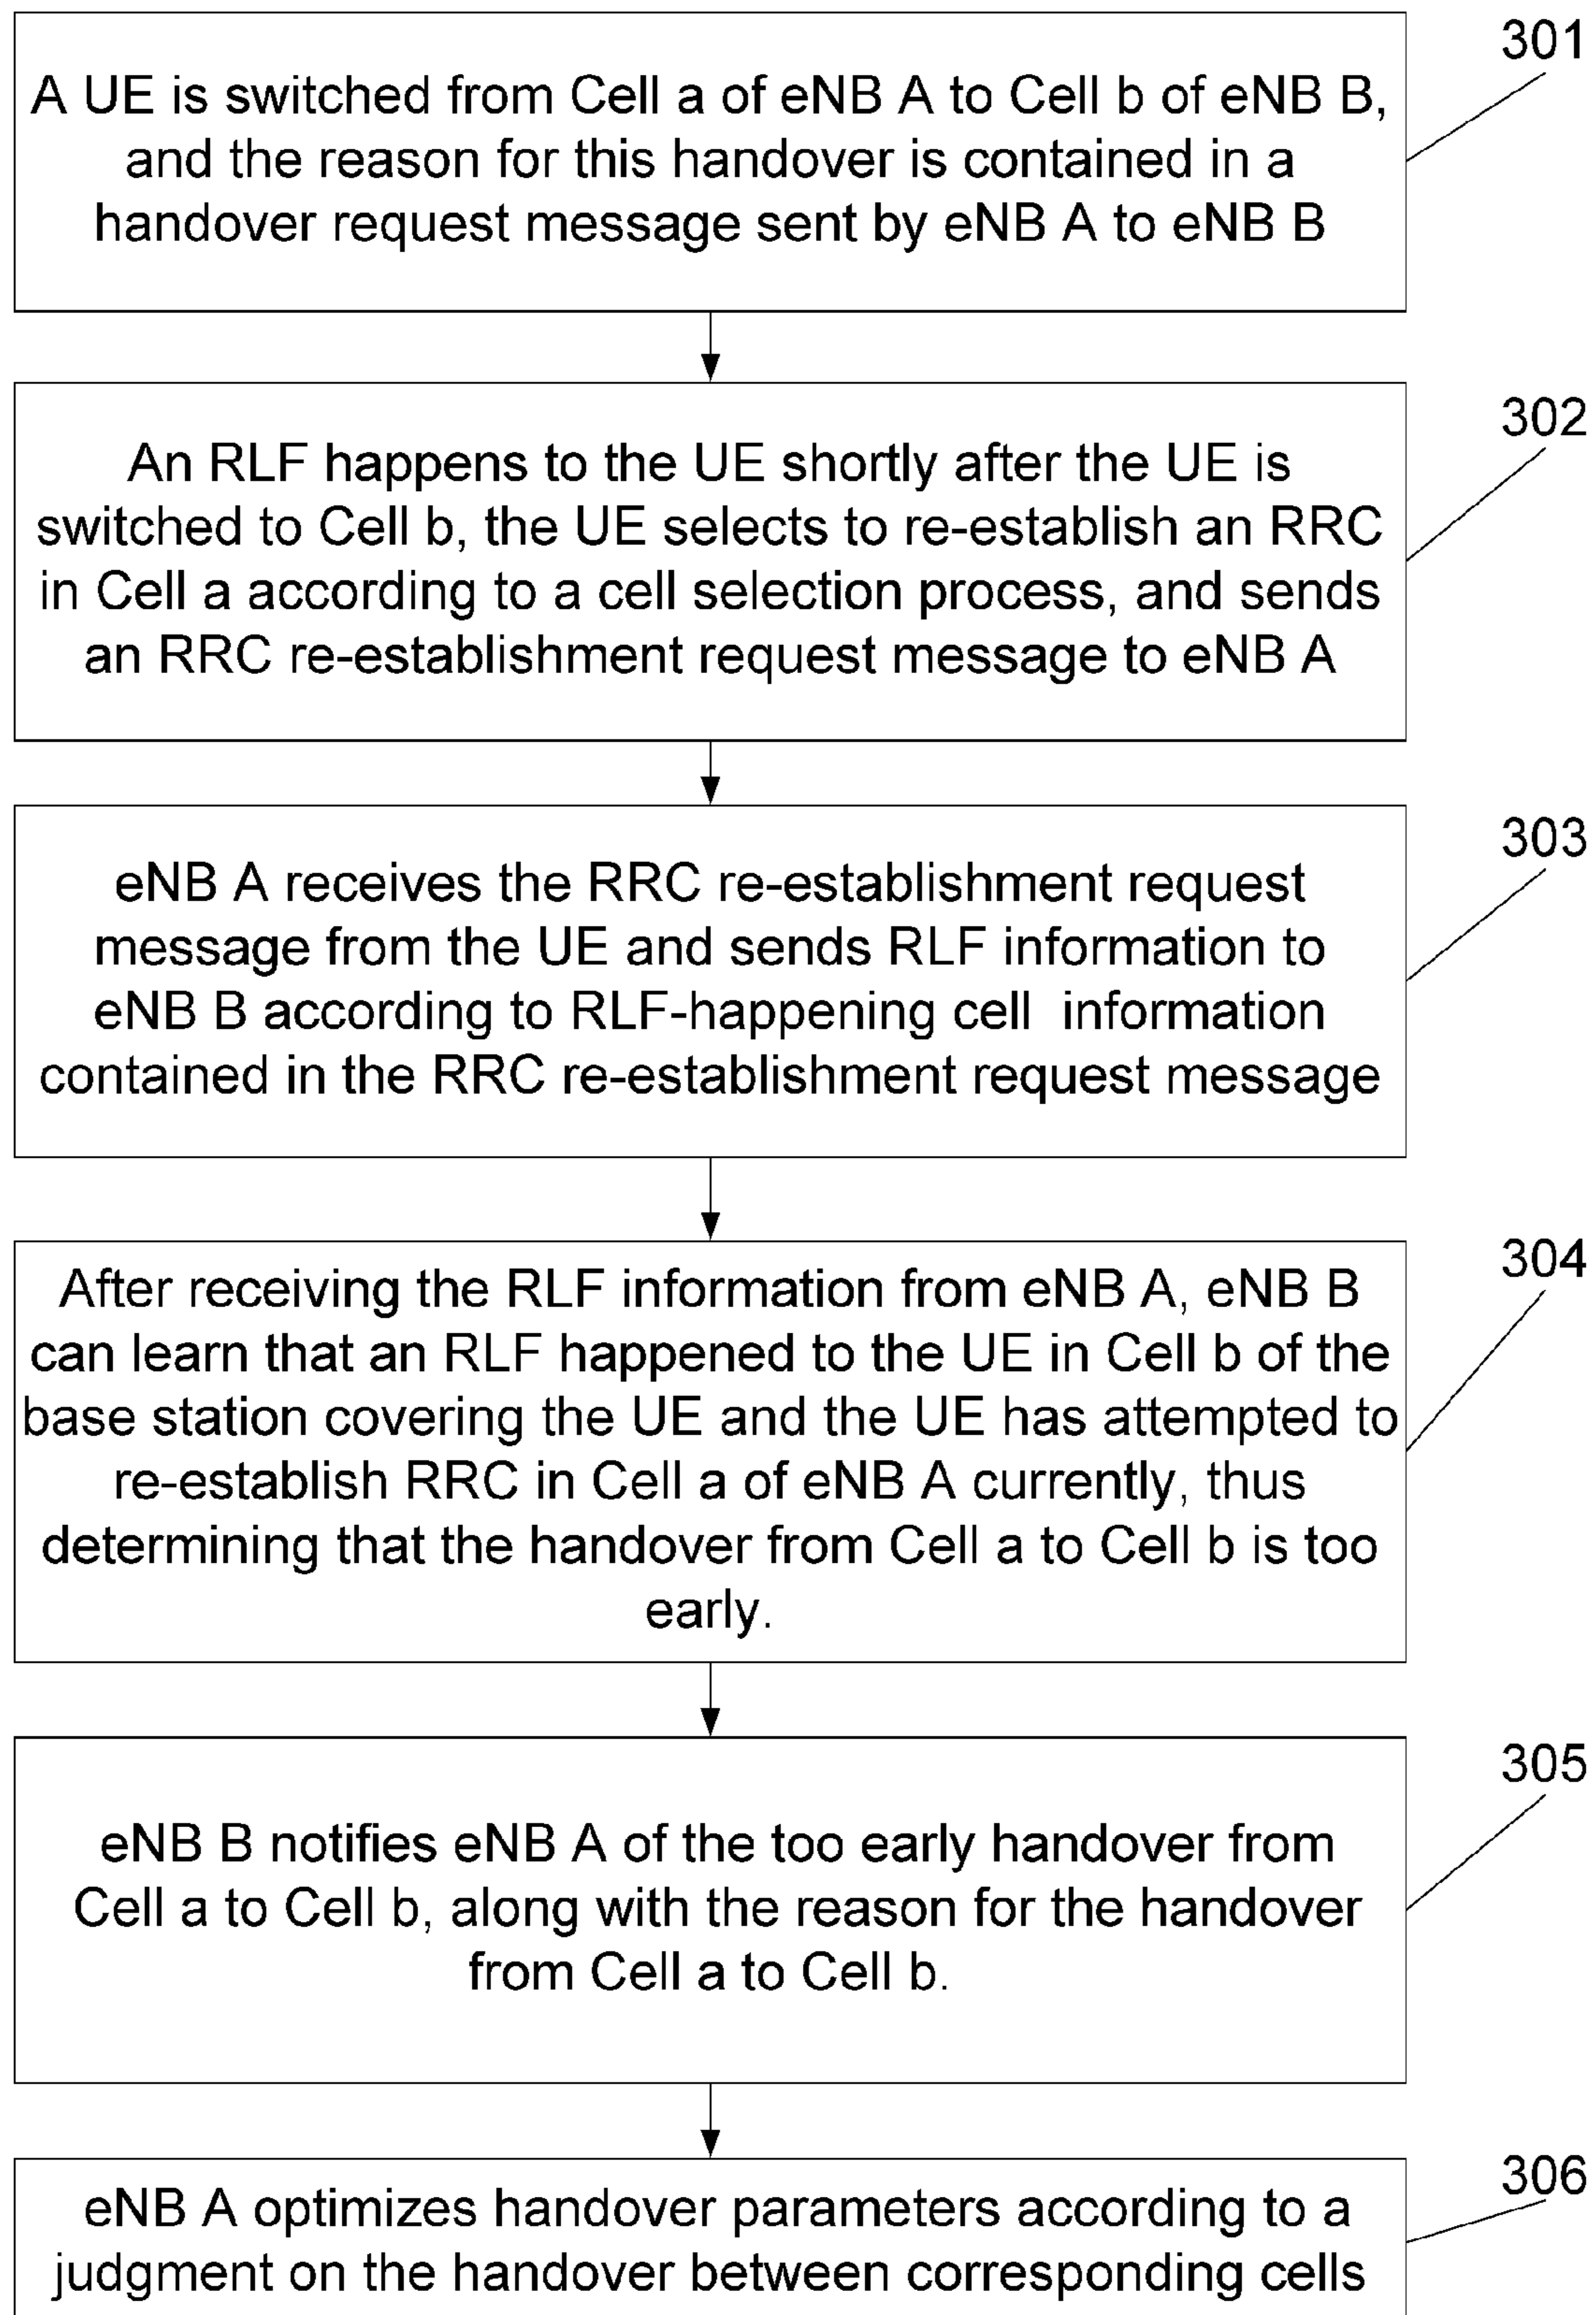 301
A UE is switched from Cell a of eNB A to Cell b of eNB B,
and the reason for this handover is contained in a
handover request message sent by eNB A to eNB B
302
An RLF happens to the UE shortly after the UE is
switched to Cell b, the UE selects to re-establish an RRC
in Cell a according to a cell selection process, and sends
an RRC re-establishment request message to eNB A
303
eNB A receives the RRC re-establishment request
message from the UE and sends RLF information to
eNB B according to RLF-happening cell information
contained in the RRC re-establishment request message
304
After receiving the RLF information from eNB A, eNB B
can learn that an RLF happened to the UE in Cell b of the
base station covering the UE and the UE has attempted to
re-establish RRC in Cell a of eNB A currently, thus
determining that the handover from Cell a to Cell b is too
early.
305
eNB B notifies eNB A of the too early handover from
Cell a to Cell b, along with the reason for the handover
from Cell a to Cell b.
306
eNB A optimizes handover parameters according to a
judgment on the handover between corresponding cells